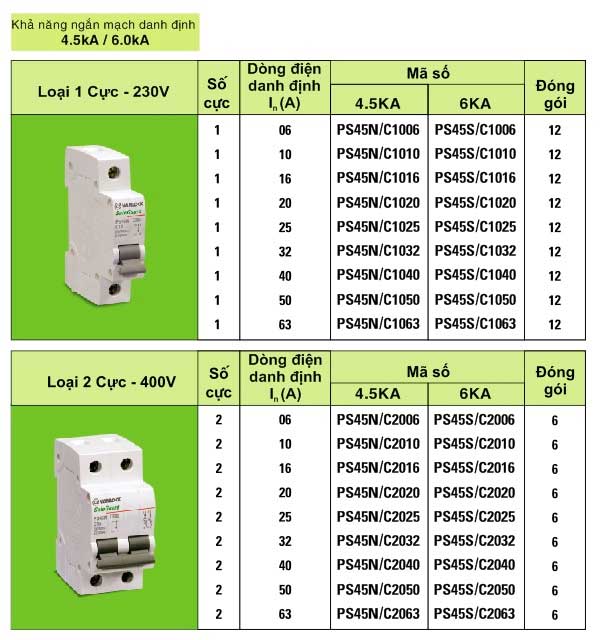 Khả năng ngắn mạch danh định
4.5kA / 6.0kA
Loại 1 Cực - 230V
Số cực
Dòng điện danh định Iₙ (A)
Mã số
4.5KA
6KA
Đóng gói
1 06 PS45N/C1006 PS45S/C1006 12
1 10 PS45N/C1010 PS45S/C1010 12
1 16 PS45N/C1016 PS45S/C1016 12
1 20 PS45N/C1020 PS45S/C1020 12
1 25 PS45N/C1025 PS45S/C1025 12
1 32 PS45N/C1032 PS45S/C1032 12
1 40 PS45N/C1040 PS45S/C1040 12
1 50 PS45N/C1050 PS45S/C1050 12
1 63 PS45N/C1063 PS45S/C1063 12
Loại 2 Cực - 400V
Số cực
Dòng điện danh định Iₙ (A)
Mã số
4.5KA
6KA
Đóng gói
2 06 PS45N/C2006 PS45S/C2006 6
2 10 PS45N/C2010 PS45S/C2010 6
2 16 PS45N/C2016 PS45S/C2016 6
2 20 PS45N/C2020 PS45S/C2020 6
2 25 PS45N/C2025 PS45S/C2025 6
2 32 PS45N/C2032 PS45S/C2032 6
2 40 PS45N/C2040 PS45S/C2040 6
2 50 PS45N/C2050 PS45S/C2050 6
2 63 PS45N/C2063 PS45S/C2063 6